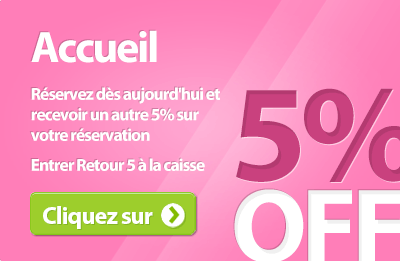 Accueil
Réservez dès aujourd'hui et
recevoir un autre 5% sur
votre réservation
Entrer Retour 5 à la caisse
Cliquez sur
5%
OFF